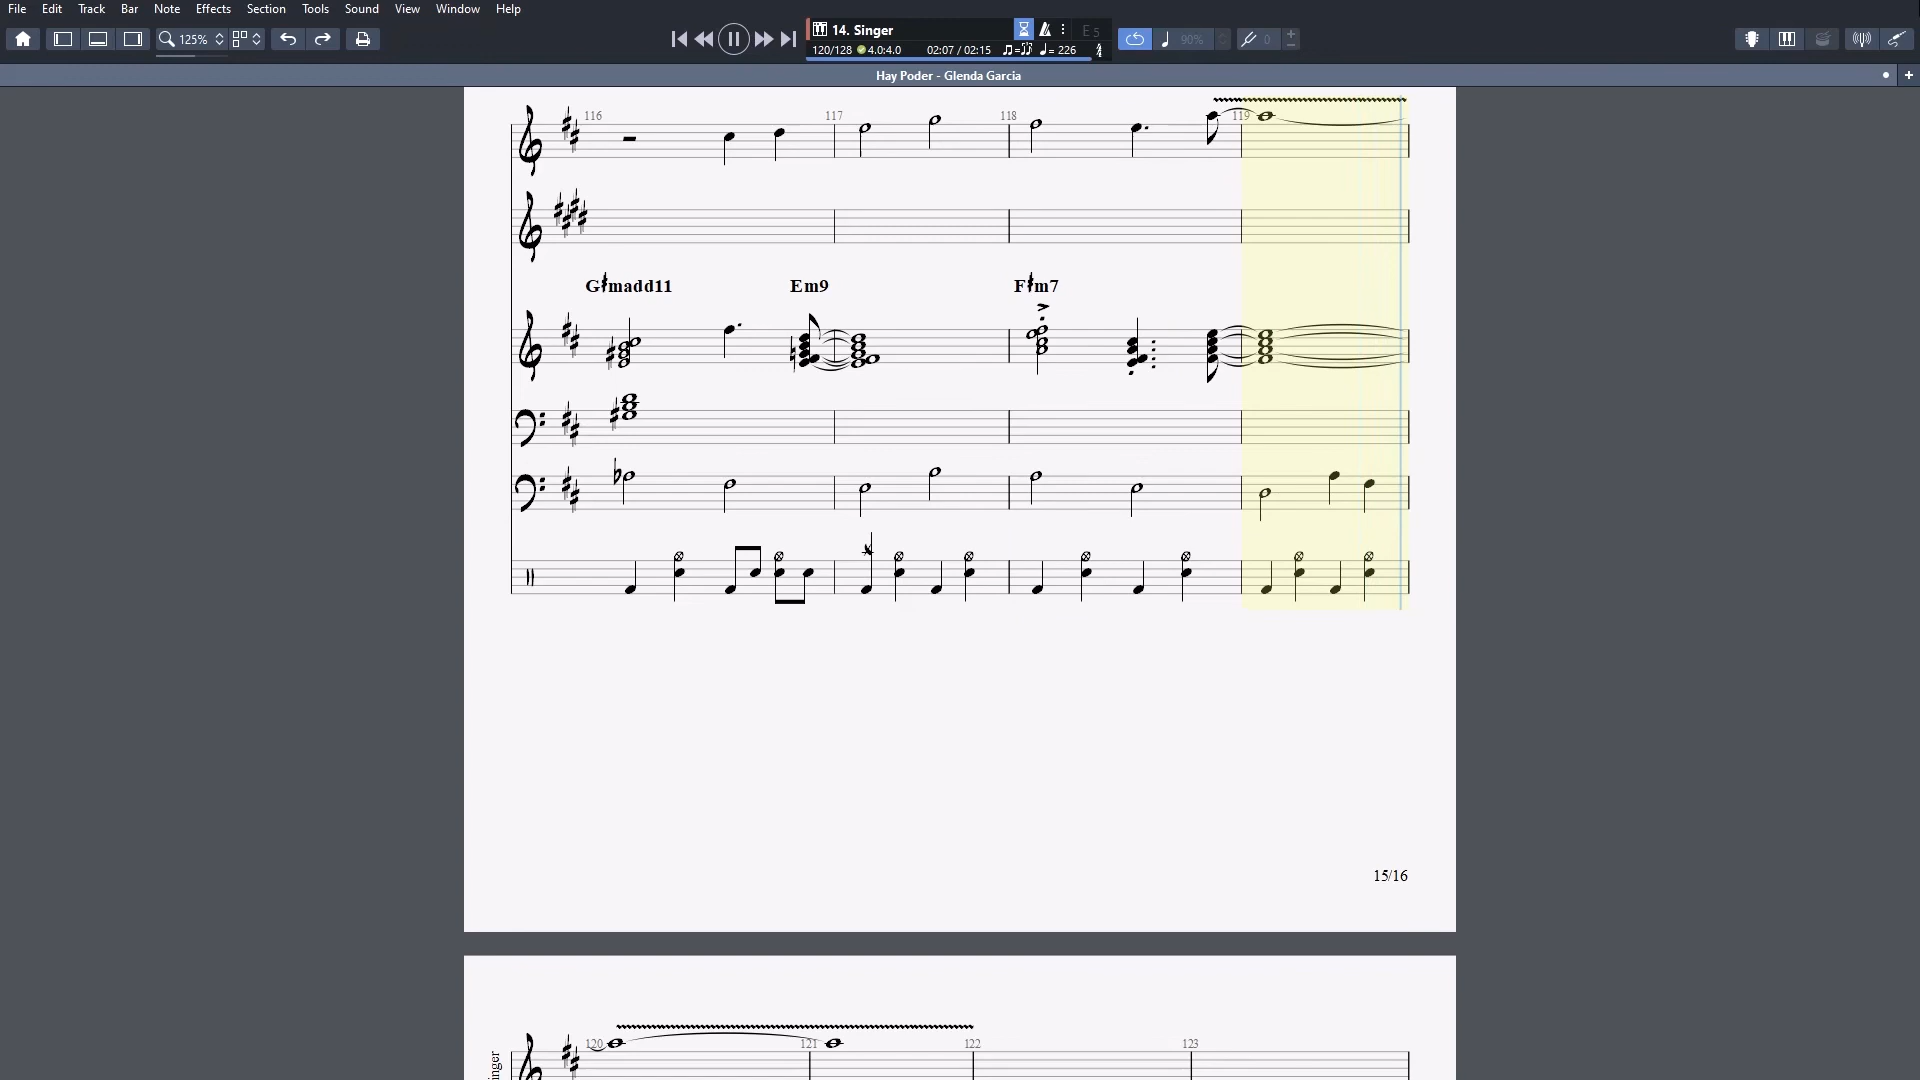 File Edit Track Bar Note Effects Section Tools Sound View Window Help
125% 14. Singer E 5 90% 0
120/128 4.0:4.0 02:07 / 02:15 = 226
Hay Poder - Glenda Garcia
116 117 118 119
G♯madd11 Em9 F♯m7
15/16
120 121 122 123